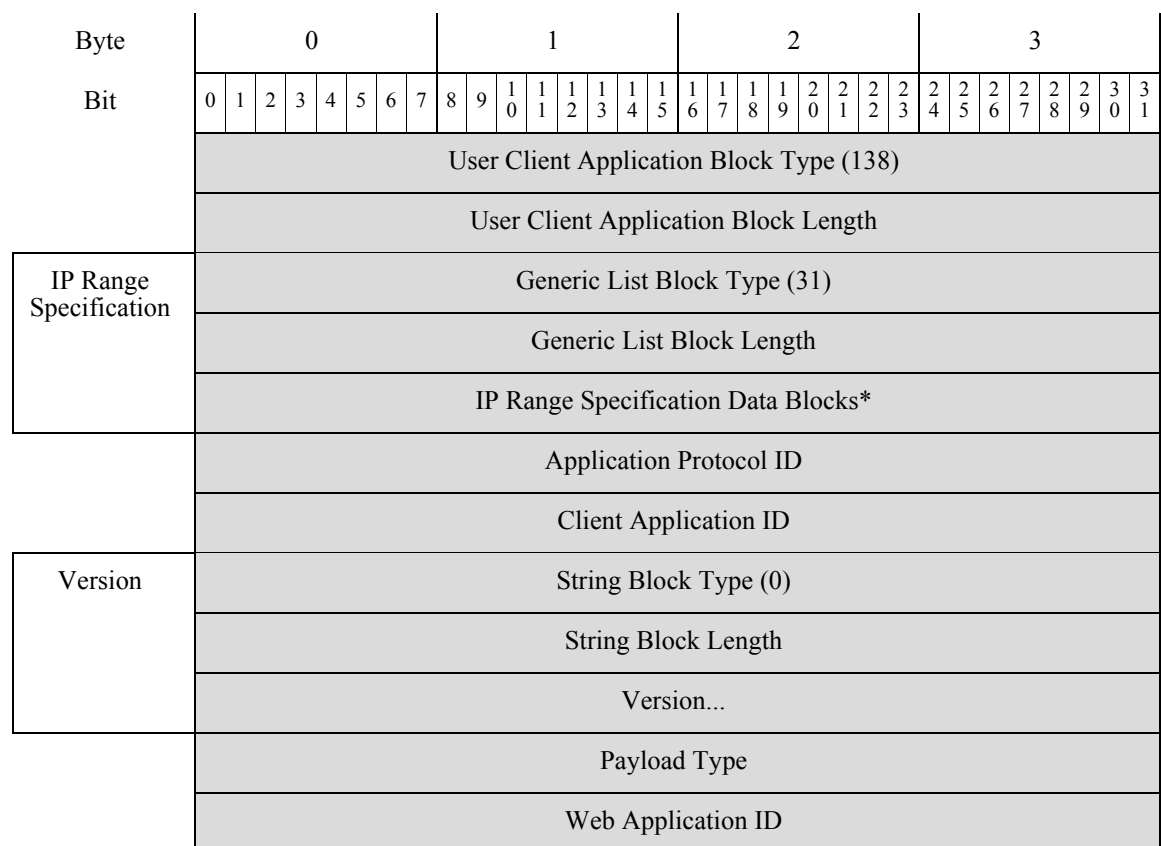 Byte 0 1 2 3
Bit 0 1 2 3 4 5 6 7 8 9 10 11 12 13 14 15 16 17 18 19 20 21 22 23 24 25 26 27 28 29 30 31
User Client Application Block Type (138)
User Client Application Block Length
IP Range
Specification
Generic List Block Type (31)
Generic List Block Length
IP Range Specification Data Blocks*
Application Protocol ID
Client Application ID
Version
String Block Type (0)
String Block Length
Version...
Payload Type
Web Application ID